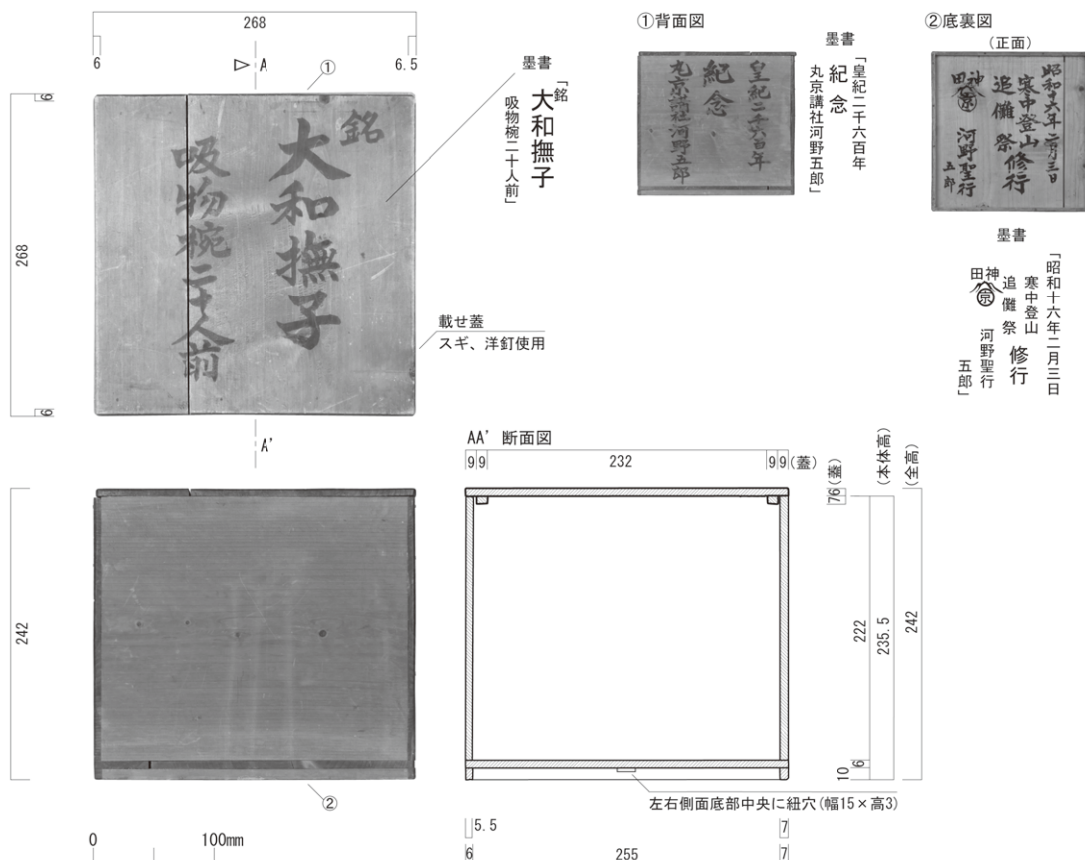 268
6
6.5
A
①
268
6
6
墨書
「銘
大和撫子
吸物椀二十人前」
銘
大和撫子
吸物椀二十人前
載せ蓋
スギ、洋釘使用
A'
①背面図
皇紀二千六百年
紀念
丸京講社河野五郎
墨書
「皇紀二千六百年
紀念
丸京講社河野五郎」
②底裏図
(正面)
昭和十六年二月三日
寒中登山修行
追儺祭
神田
京
河野聖行
五郎
墨書
「昭和十六年二月三日
寒中登山
追儺祭
修行
神田
京
河野聖行
五郎」
242
②
0
100mm
AA' 断面図
9
9
232
9
9
(蓋)
76
(蓋)
(本体高)
(全高)
222
235.5
242
6
10
左右側面底部中央に紐穴(幅15×高3)
5.5
7
6
255
7